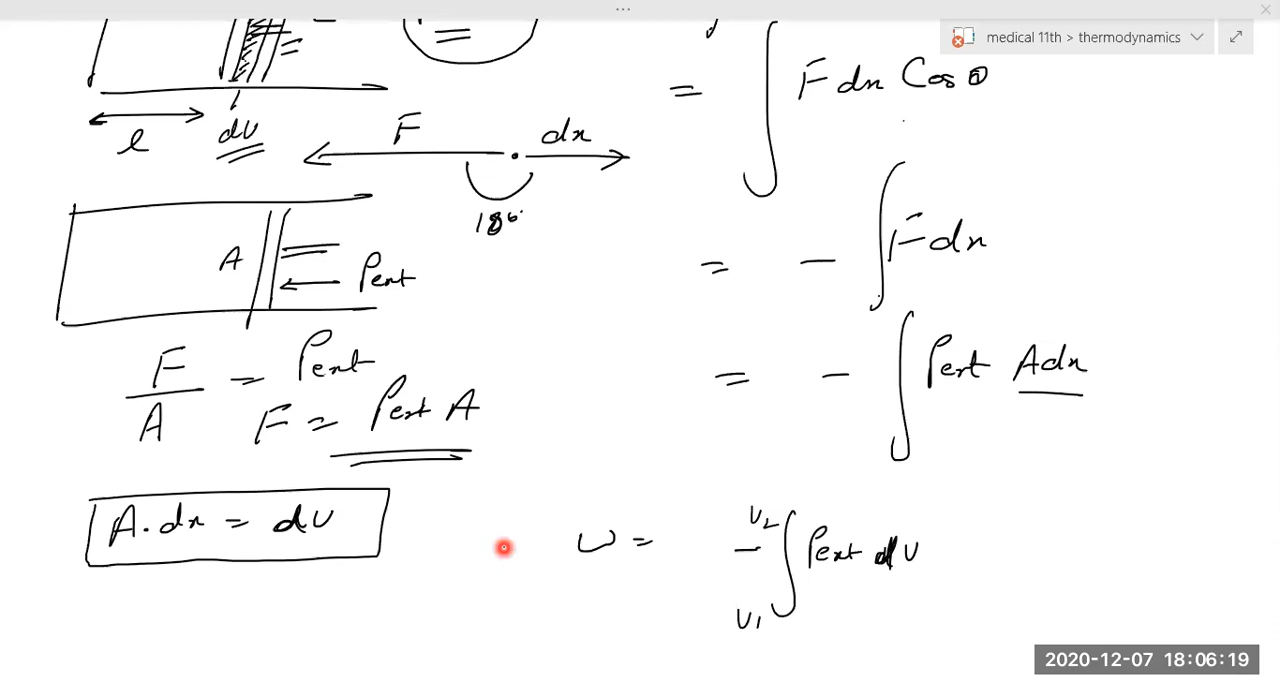 medical 11th > thermodynamics
= ∫ F dx Cos θ
l dV F dx
180°
A Pext
= - ∫ F dx
F/A = Pext
= - ∫ Pext Adx
F = Pext A
A. dx = dV
w = - ∫ Pext dV
V2
V1
2020-12-07 18:06:19